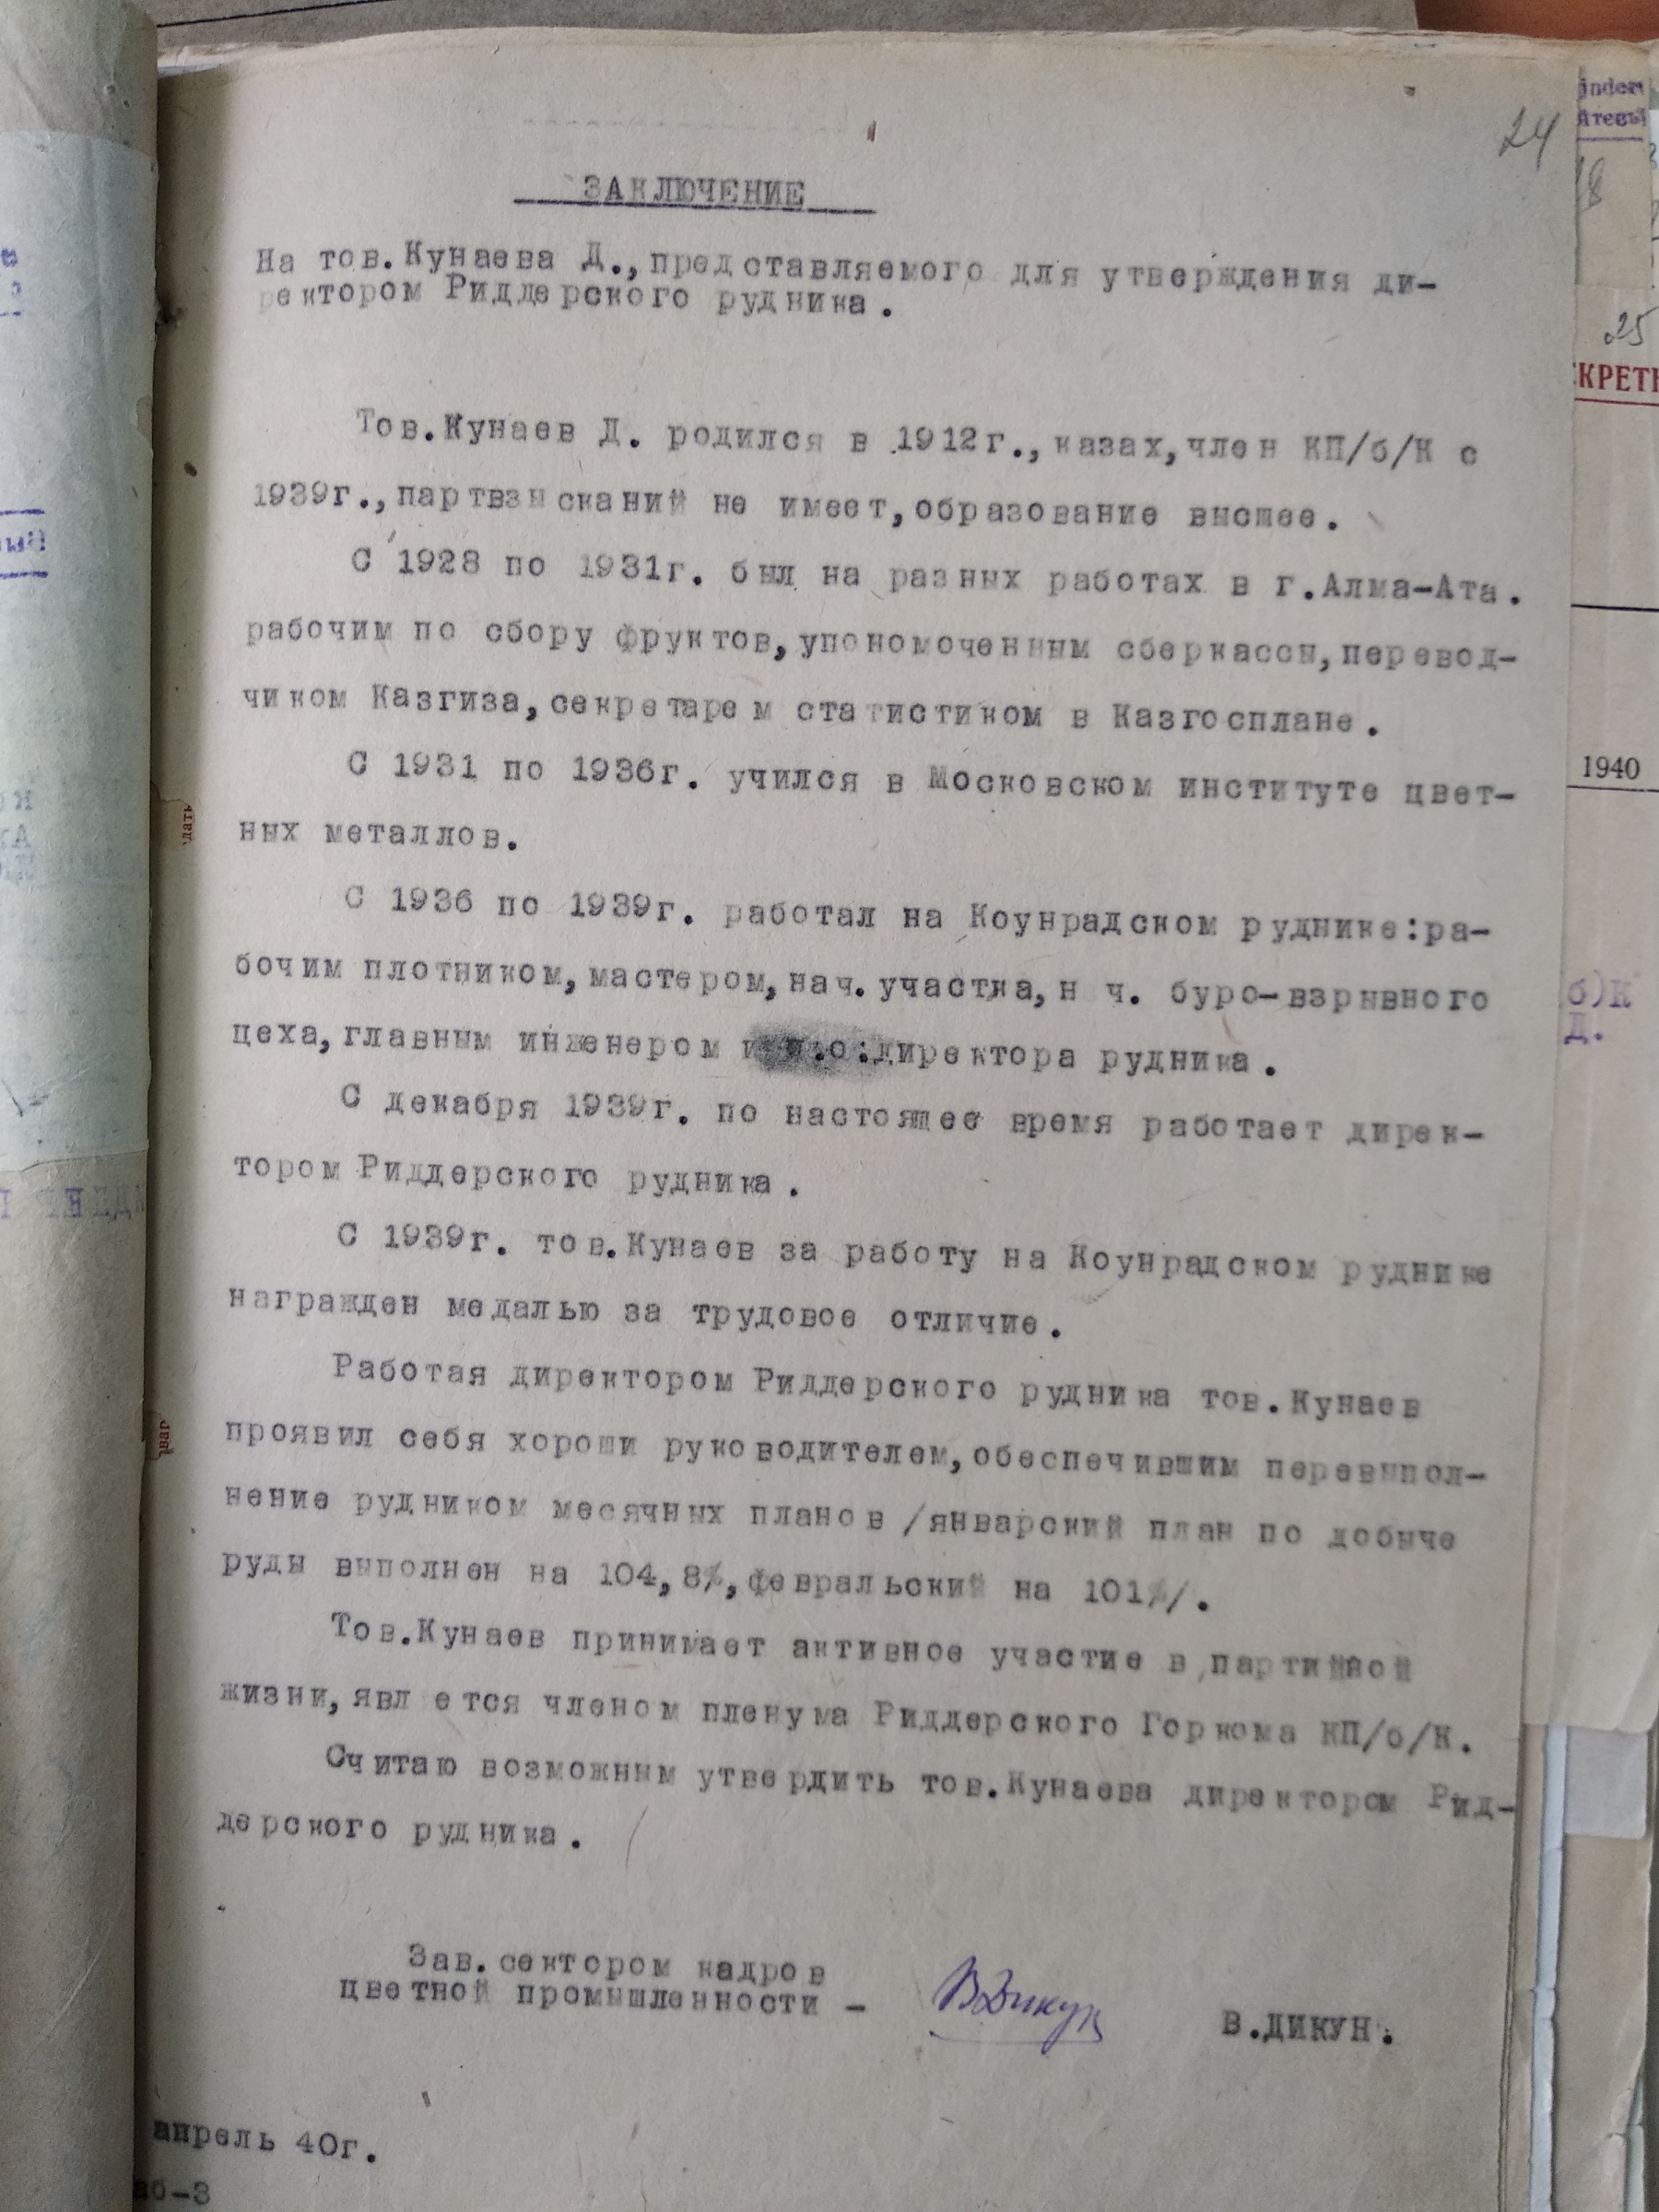 24
ЗАКЛЮЧЕНИЕ
На тов.Кунаева Д.,представляемого для утверждения ди-
ректором Риддерского рудника.
Тов.Кунаев Д. родился в 1912г.,казах,член КП/б/К с
1939г.,партвзысканий не имеет,образование высшее.
С 1928 по 1931г. был на разных работах в г.Алма-Ата.
рабочим по сбору фруктов,упономоченным сберкассы,перевод-
чиком Казгиза,секретарем статистиком в Казгосплане.
С 1931 по 1936г. учился в Московском институте цвет-
ных металлов.
С 1936 по 1939г. работал на Коунрадском руднике:ра-
бочим плотником,мастером,нач.участка,н ч. буро-взрывного
цеха,главным инженером и и.о.директора рудника.
С декабря 1939г. по настоящее время работает дирек-
тором Риддерского рудника.
С 1939г. тов.Кунаев за работу на Коунрадском руднике
награжден медалью за трудовое отличие.
Работая директором Риддерского рудника тов.Кунаев
проявил себя хороши руководителем,обеспечившим перевыпол-
нение рудником месячных планов /январский план по добыче
руды выполнен на 104,8%,февральский на 101%/.
Тов.Кунаев принимает активное участие в партийной
жизни,явл ется членом пленума Риддерского Горкома КП/б/К.
Считаю возможным утвердить тов.Кунаева директором Рид-
дерского рудника.
Зав.сектором кадров
цветной промышленности -
ВДикун
В.ДИКУН.
апрель 40г.
-3
25
1940
б)К
Д.